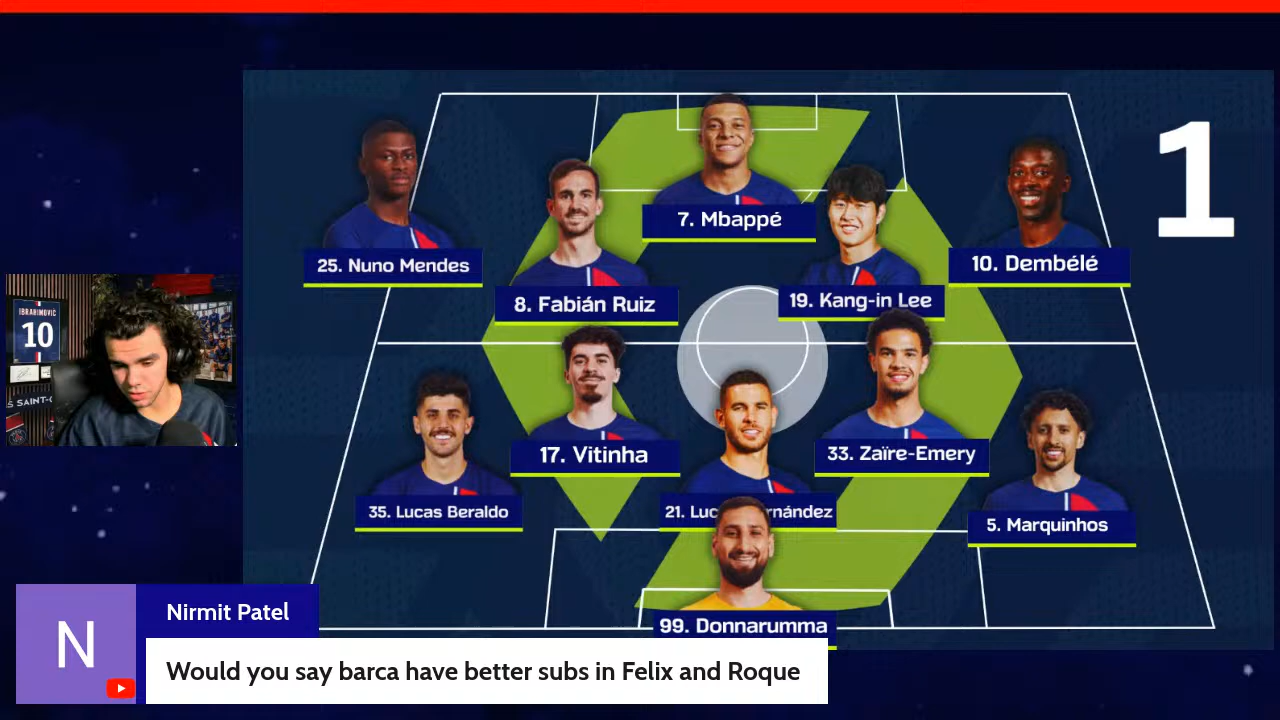 1
7. Mbappé
25. Nuno Mendes
10. Dembélé
8. Fabián Ruiz
19. Kang-in Lee
IBRAHIMOVIC
10
17. Vitinha
33. Zaïre-Emery
35. Lucas Beraldo
5. Marquinhos
99. Donnarumma
N
Nirmit Patel
Would you say barca have better subs in Felix and Roque